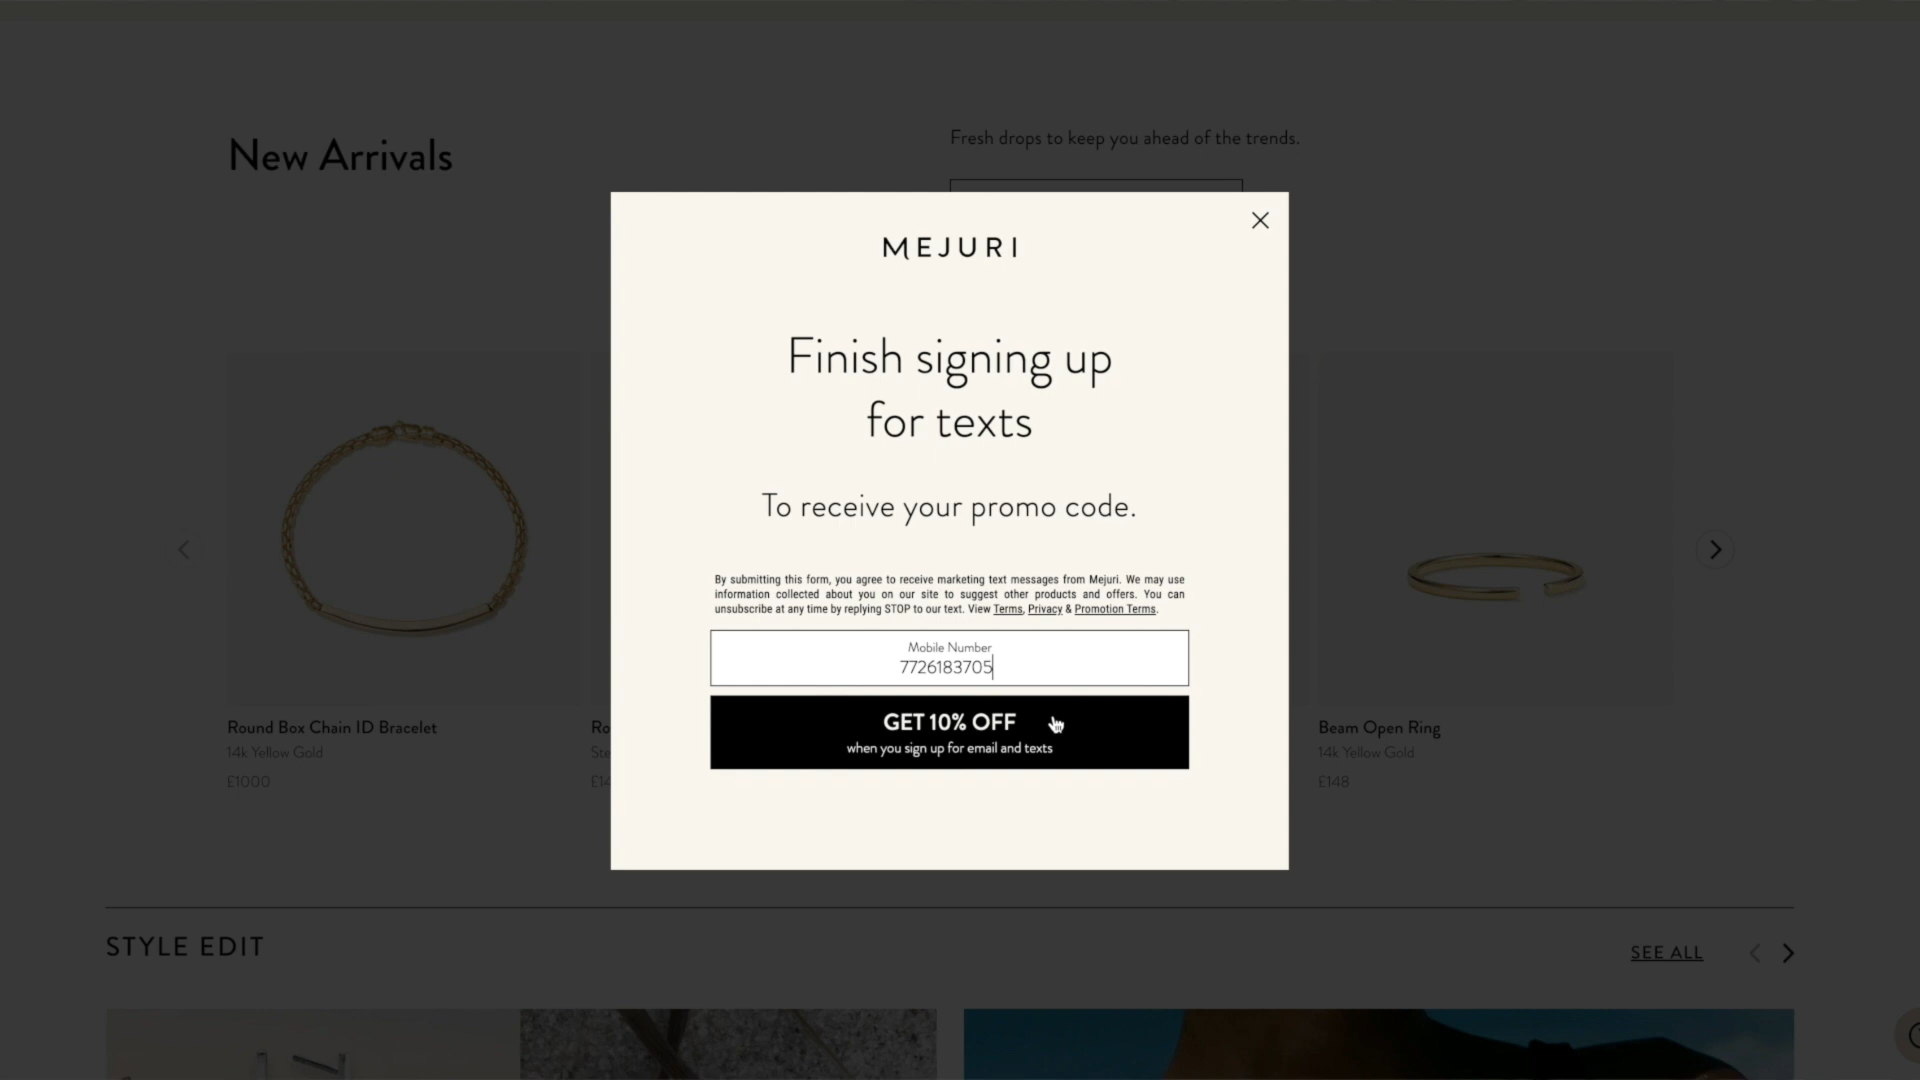 New Arrivals
Fresh drops to keep you ahead of the trends.
MEJURI
Finish signing up
for texts
To receive your promo code.
By submitting this form, you agree to receive marketing text messages from Mejuri. We may use
information collected about you on our site to suggest other products and offers. You can
unsubscribe at any time by replying STOP to our text. View Terms, Privacy & Promotion Terms.
Mobile Number
7726183705
GET 10% OFF
when you sign up for email and texts
Round Box Chain ID Bracelet
14k Yellow Gold
£1000
Ro
Ste
£14
Beam Open Ring
14k Yellow Gold
£148
STYLE EDIT
SEE ALL